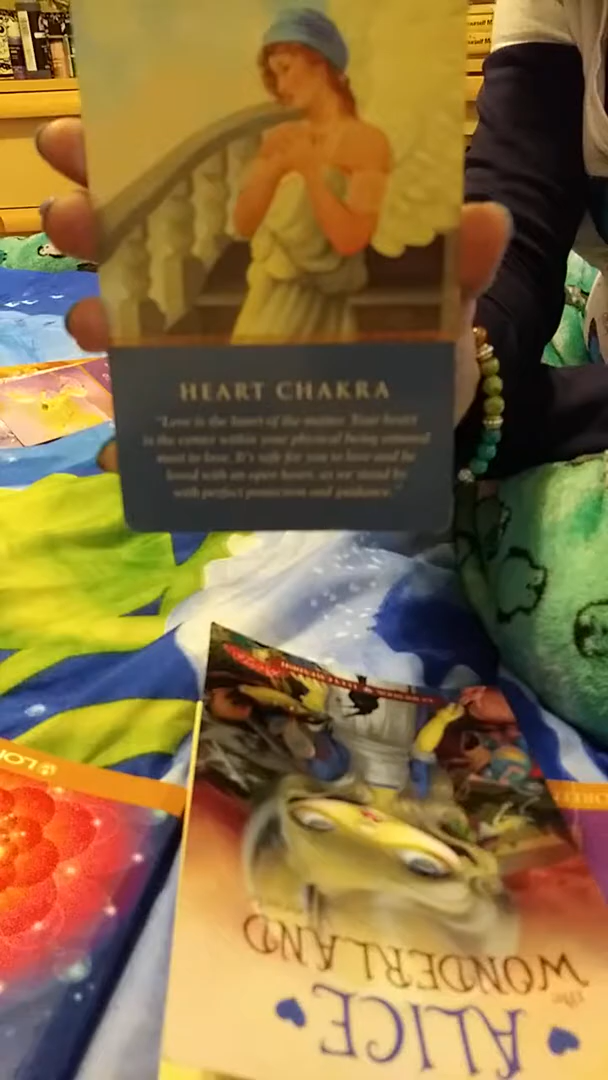 HEART CHAKRA
"Love is the heart of the matter. Your heart
is the center within your physical being attuned
most to love. It's safe for you to love and be
loved with an open heart, as we stand by
with perfect protection and guidance."
ALICE
The
WONDERLAND
LO